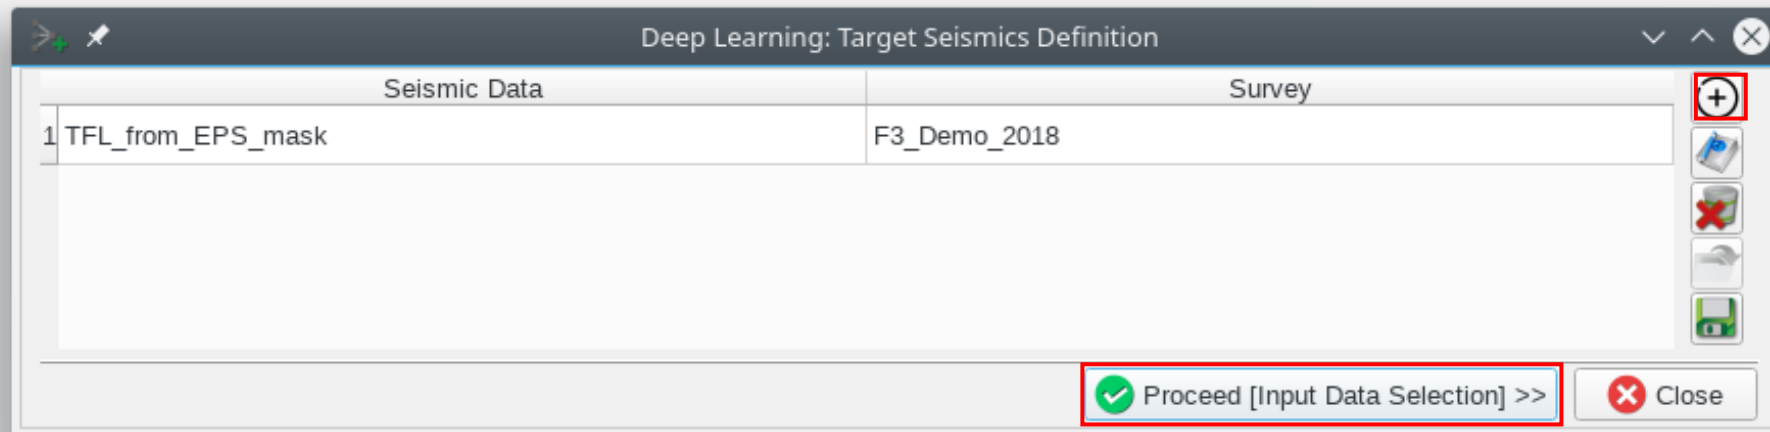 Deep Learning: Target Seismics Definition
Seismic Data Survey
1 TFL_from_EPS_mask F3_Demo_2018
Proceed [Input Data Selection] >> Close